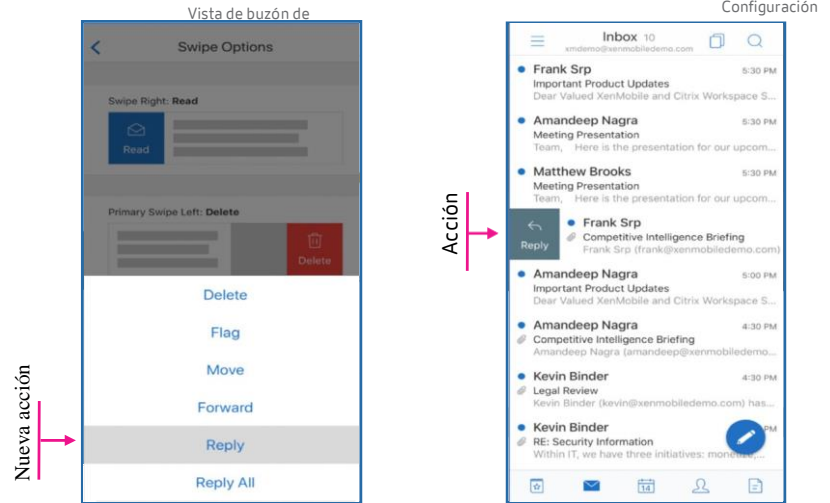 Vista de buzón de
Swipe Options
Swipe Right: Read
Read
Primary Swipe Left: Delete
Delete
Delete
Flag
Move
Forward
Reply
Reply All
Nueva acción
Configuración
Inbox 10
xmdemo@xenmobiledemo.com
Frank Srp 5:30 PM
Important Product Updates
Dear Valued XenMobile and Citrix Workspace S...
Amandeep Nagra 5:30 PM
Meeting Presentation
Team, Here is the presentation for our upcom...
Matthew Brooks 5:30 PM
Meeting Presentation
Team, Here is the presentation for our upcom...
Acción
Reply
Frank Srp
Competitive Intelligence Briefing
Frank Srp (frank@xenmobiledemo.com)
Amandeep Nagra 5:00 PM
Important Product Updates
Dear Valued XenMobile and Citrix Workspace S...
Amandeep Nagra 4:30 PM
Competitive Intelligence Briefing
Amandeep Nagra (amandeep@xenmobiledemo...
Kevin Binder 4:30 PM
Legal Review
Kevin Binder (kevin@xenmobiledemo.com) has...
Kevin Binder PM
RE: Security Information
Within IT, we have three initiatives:
14